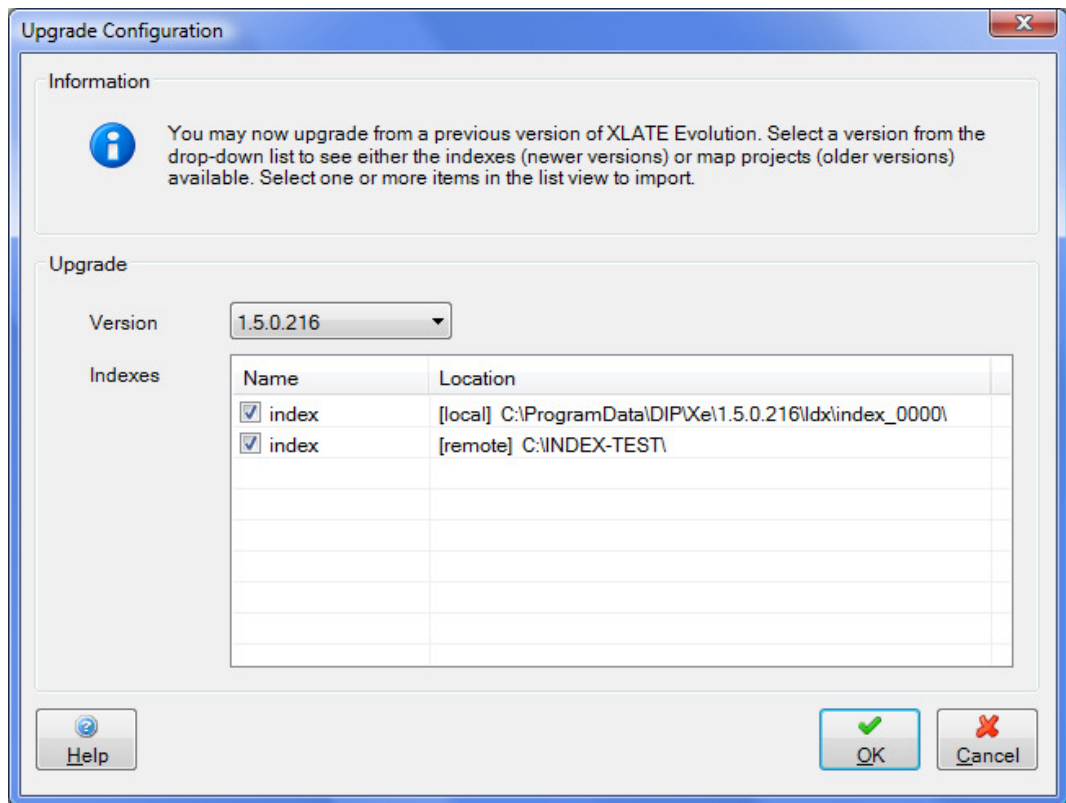 Upgrade Configuration
X
Information
You may now upgrade from a previous version of XLATE Evolution. Select a version from the
drop-down list to see either the indexes (newer versions) or map projects (older versions)
available. Select one or more items in the list view to import.
Upgrade
Version 1.5.0.216
Indexes Name Location
index [local] C:\ProgramData\DIP\Xe\1.5.0.216\Idx\index_0000\
index [remote] C:\INDEX-TEST\
Help OK Cancel